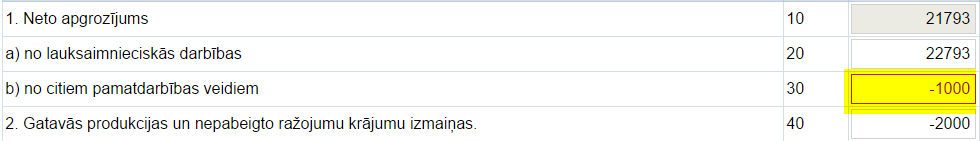 1. Neto apgrozījums 10 21793
a) no lauksaimnieciskās darbības 20 22793
b) no citiem pamatdarbības veidiem 30 -1000
2. Gatavās produkcijas un nepabeigto ražojumu krājumu izmaiņas. 40 -2000